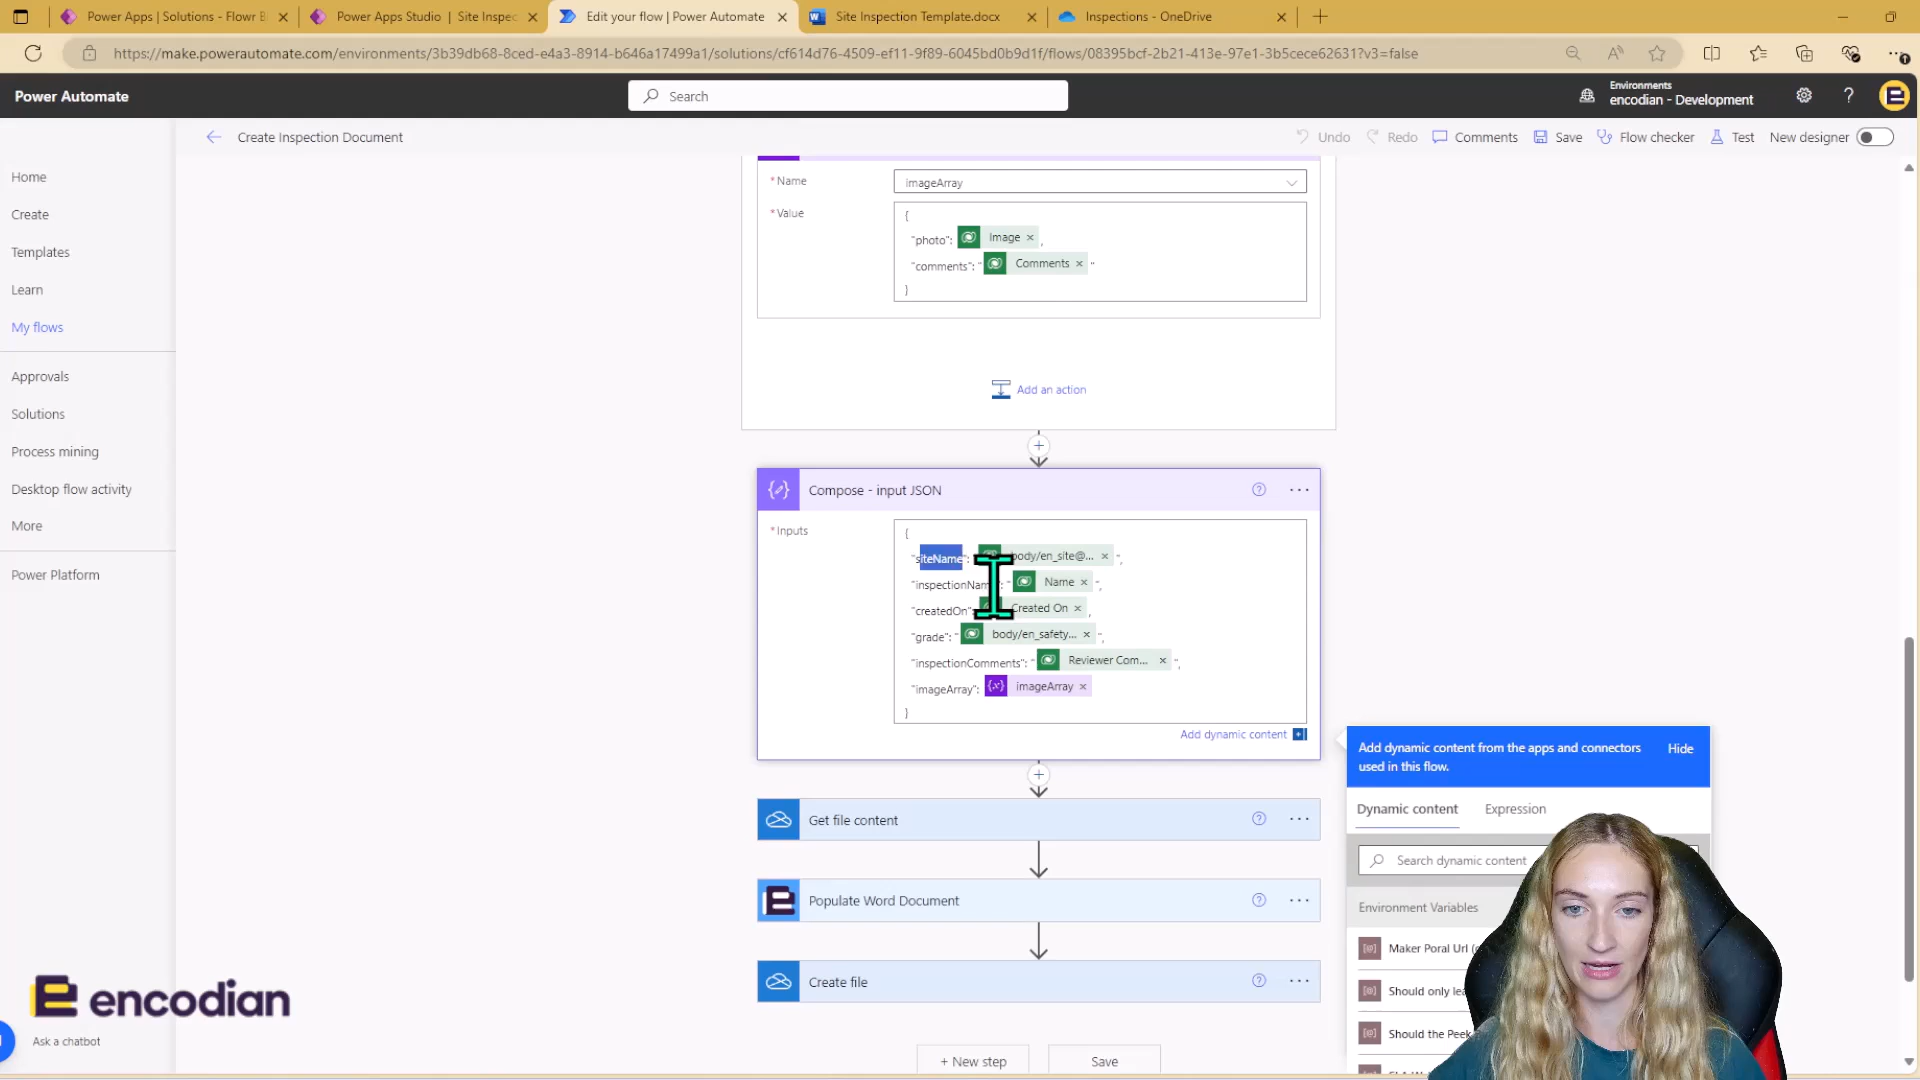 Power Apps | Solutions - Flowr B
Power Apps Studio | Site Inspec
Edit your flow | Power Automate
Site Inspection Template.docx
Inspections - OneDrive
https://make.powerautomate.com/environments/3b39db68-8ced-e4a3-8914-b646a17499a1/solutions/cf614d76-4509-ef11-9f89-6045bd0b9d1f/flows/08395bcf-2b21-413e-97e1-3b5cece62631?v3=false
Power Automate
Search
Environments
encodian - Development
Create Inspection Document
Undo
Redo
Comments
Save
Flow checker
Test
New designer
Home
Create
Templates
Learn
My flows
Approvals
Solutions
Process mining
Desktop flow activity
More
Power Platform
* Name
imageArray
* Value
{
"photo": Image ,
"comments": " Comments "
}
Add an action
Compose - input JSON
* Inputs
{
"siteName": body/en_site@... ",
"inspectionNam : " Name ",
"createdOn": Created On ,
"grade": " body/en_safety... ",
"inspectionComments": " Reviewer Com... ",
"imageArray": imageArray
}
Add dynamic content
Get file content
Populate Word Document
Create file
+ New step
Save
Add dynamic content from the apps and connectors
used in this flow.
Hide
Dynamic content
Expression
Search dynamic content
Environment Variables
Maker Poral Url
Should only lea
Should the Peek
encodian
Ask a chatbot